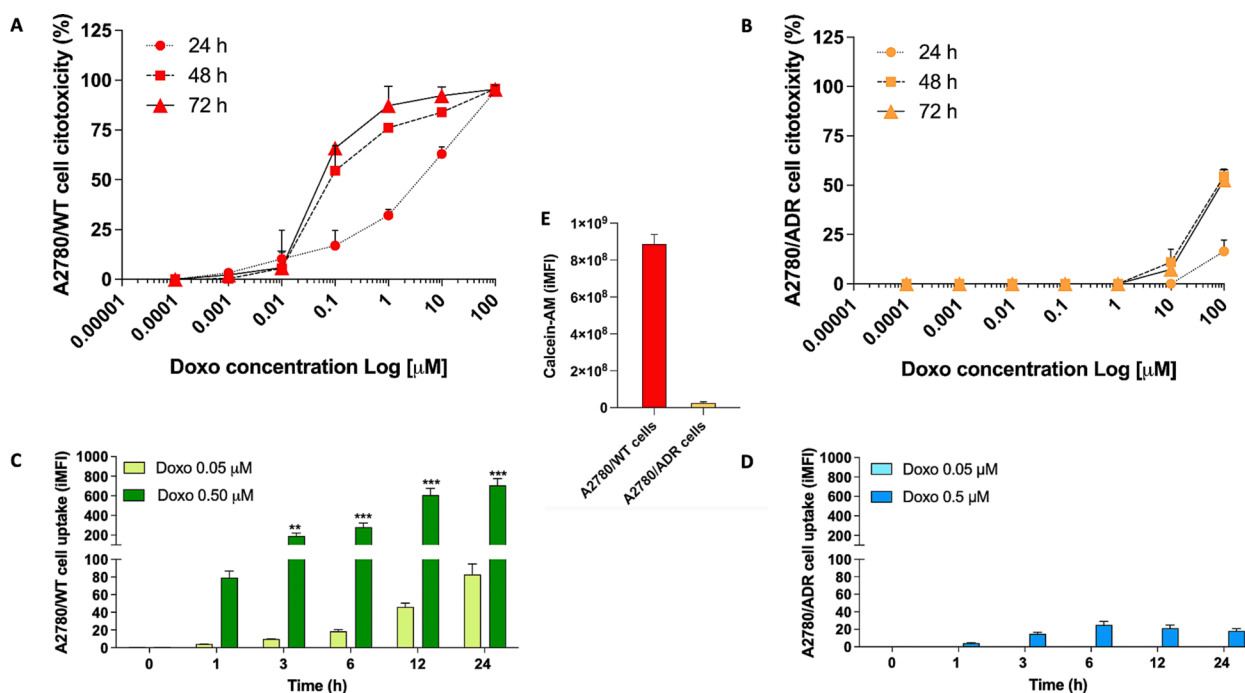 A
A2780/WT cell citotoxicity (%)
125
100
75
50
25
0
24 h
48 h
72 h
0.00001
0.0001
0.001
0.01
0.1
1
10
100
Doxo concentration Log [µM]
B
A2780/ADR cell citotoxixity (%)
125
100
75
50
25
0
24 h
48 h
72 h
0.00001
0.0001
0.001
0.01
0.1
1
10
100
Doxo concentration Log [µM]
E
Calcein-AM (iMFI)
1×10⁹
8×10⁸
6×10⁸
4×10⁸
2×10⁸
0
A2780/WT cells
A2780/ADR cells
C
A2780/WT cell uptake (iMFI)
1000
800
600
400
200
100
80
60
40
20
0
Doxo 0.05 µM
Doxo 0.50 µM
**
***
***
***
0
1
3
6
12
24
Time (h)
D
A2780/ADR cell uptake (iMFI)
1000
800
600
400
200
100
80
60
40
20
0
Doxo 0.05 µM
Doxo 0.5 µM
0
1
3
6
12
24
Time (h)